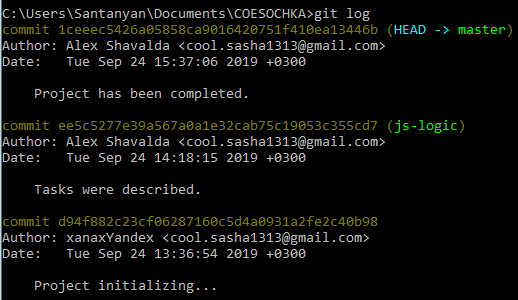 C:\Users\Santanyan\Documents\COESOCHKA>git log
commit 1ceeec5426a05858ca9016420751f410ea13446b (HEAD -> master)
Author: Alex Shavalda <cool.sasha1313@gmail.com>
Date:   Tue Sep 24 15:37:06 2019 +0300
    Project has been completed.
commit ee5c5277e39a567a0a1e32cab75c19053c355cd7 (js-logic)
Author: Alex Shavalda <cool.sasha1313@gmail.com>
Date:   Tue Sep 24 14:18:15 2019 +0300
    Tasks were described.
commit d94f882c23cf06287160c5d4a0931a2fe2c40b98
Author: xanaxYandex <cool.sasha1313@gmail.com>
Date:   Tue Sep 24 13:36:54 2019 +0300
    Project initializing...